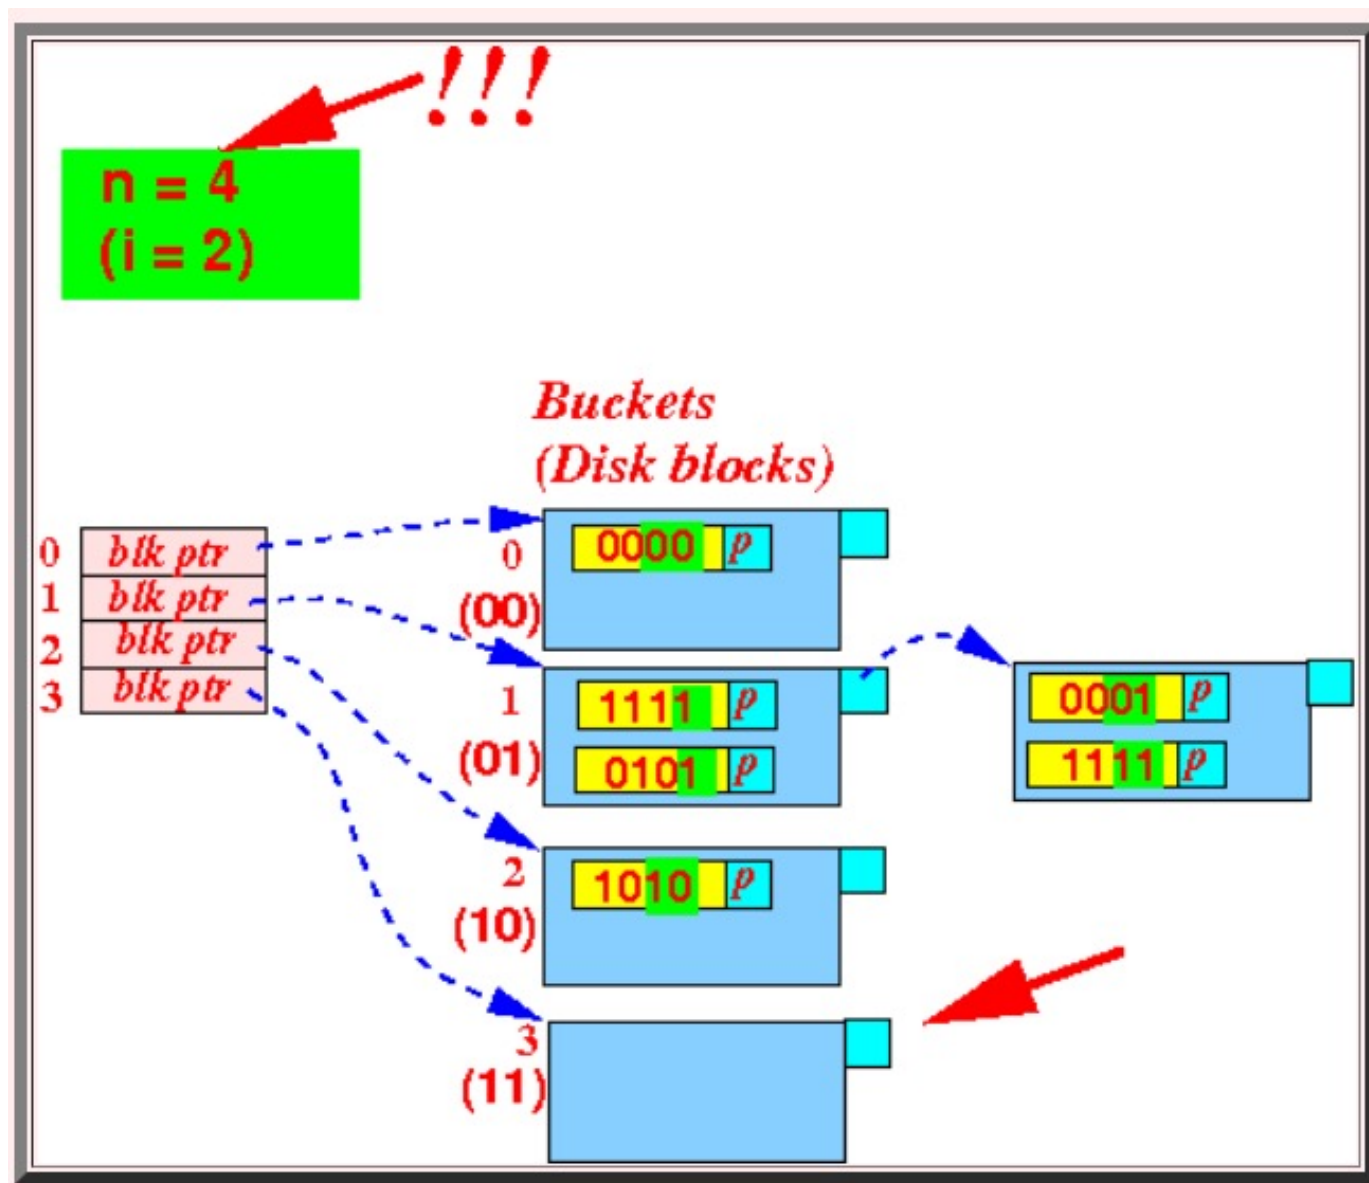 !!!
n = 4
(i = 2)
Buckets
(Disk blocks)
0 blk ptr
1 blk ptr
2 blk ptr
3 blk ptr
0
(00)
0000 p
1
(01)
1111 p
0101 p
0001 p
1111 p
2
(10)
1010 p
3
(11)